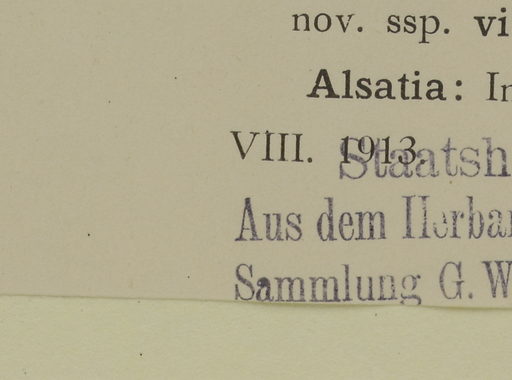 nov. ssp. vi
Alsatia: In
VIII. 1913.
Staatsh
Aus dem Herbar
Sammlung G. W